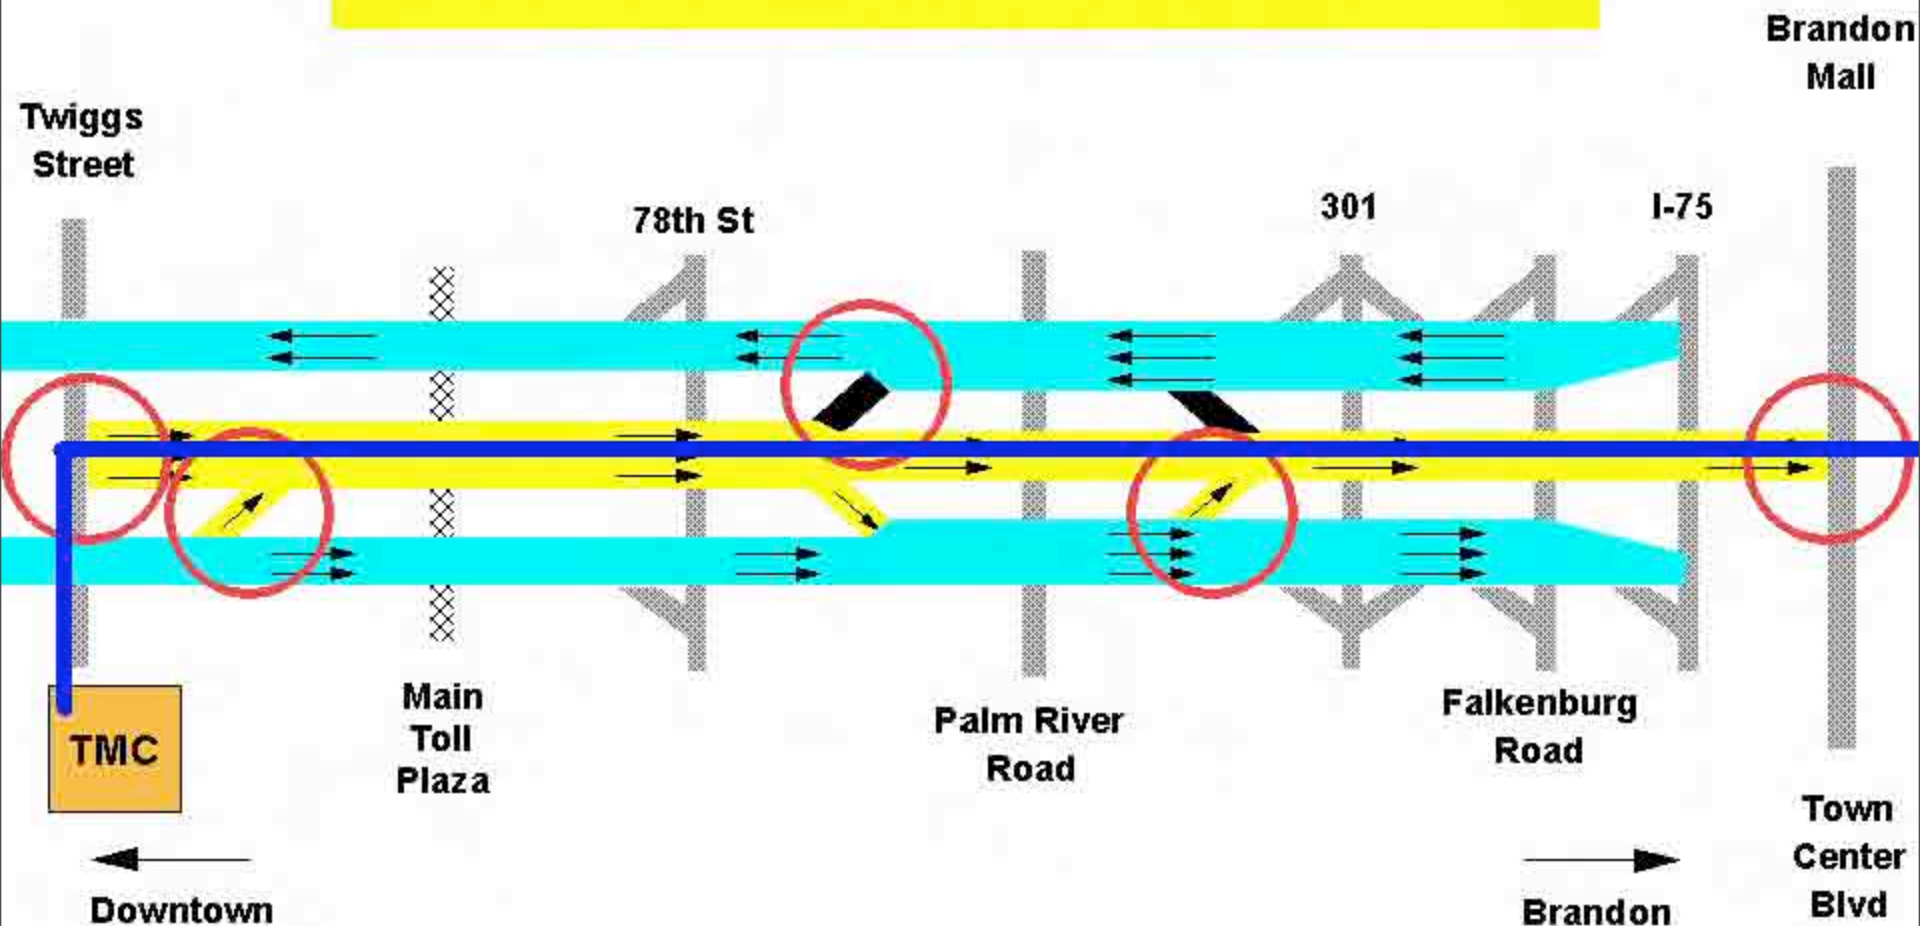 Brandon
Mall
Twiggs
Street
78th St
301
I-75
Main
Toll
Plaza
Palm River
Road
Falkenburg
Road
TMC
Town
Center
Blvd
Downtown
Brandon